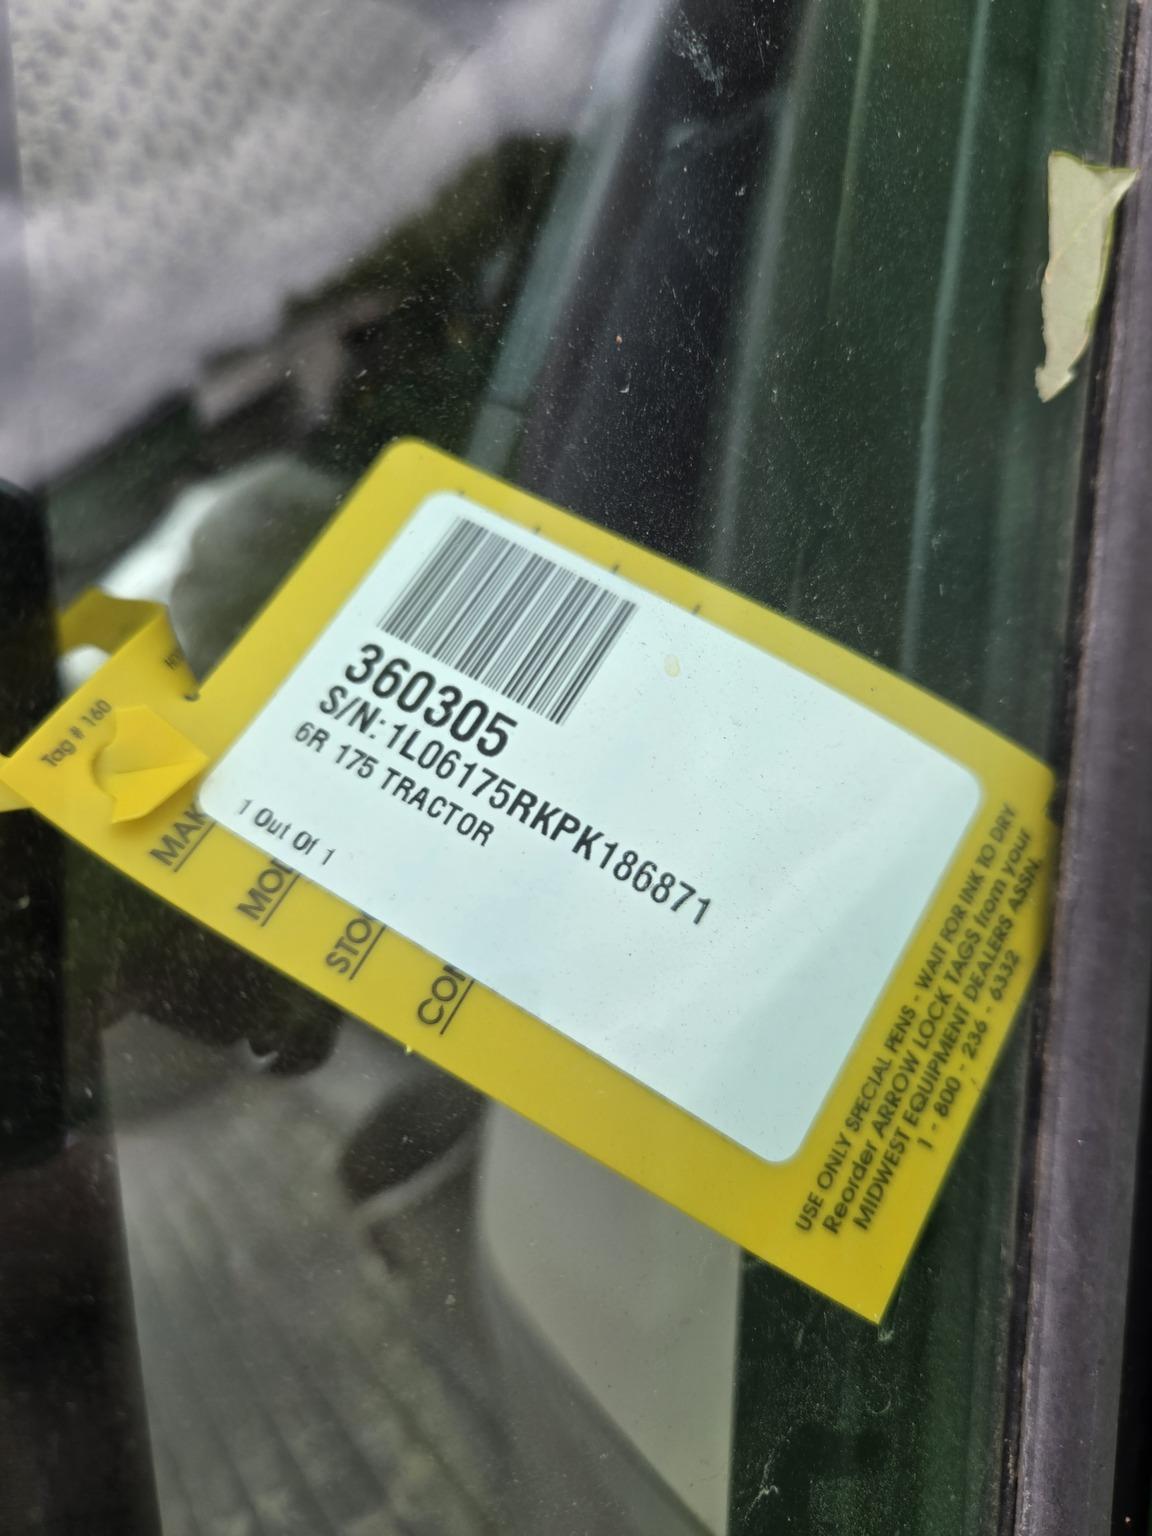 360305
S/N: 1L06175RKPK186871
6R 175 TRACTOR
1 Out Of 1
Tag # 160
MAK
MOD
STO
CON
USE ONLY SPECIAL PENS - WAIT FOR INK TO DRY
Reorder ARROW LOCK TAGS from your
MIDWEST EQUIPMENT DEALERS ASSN.
1 - 800 - 236 - 6332